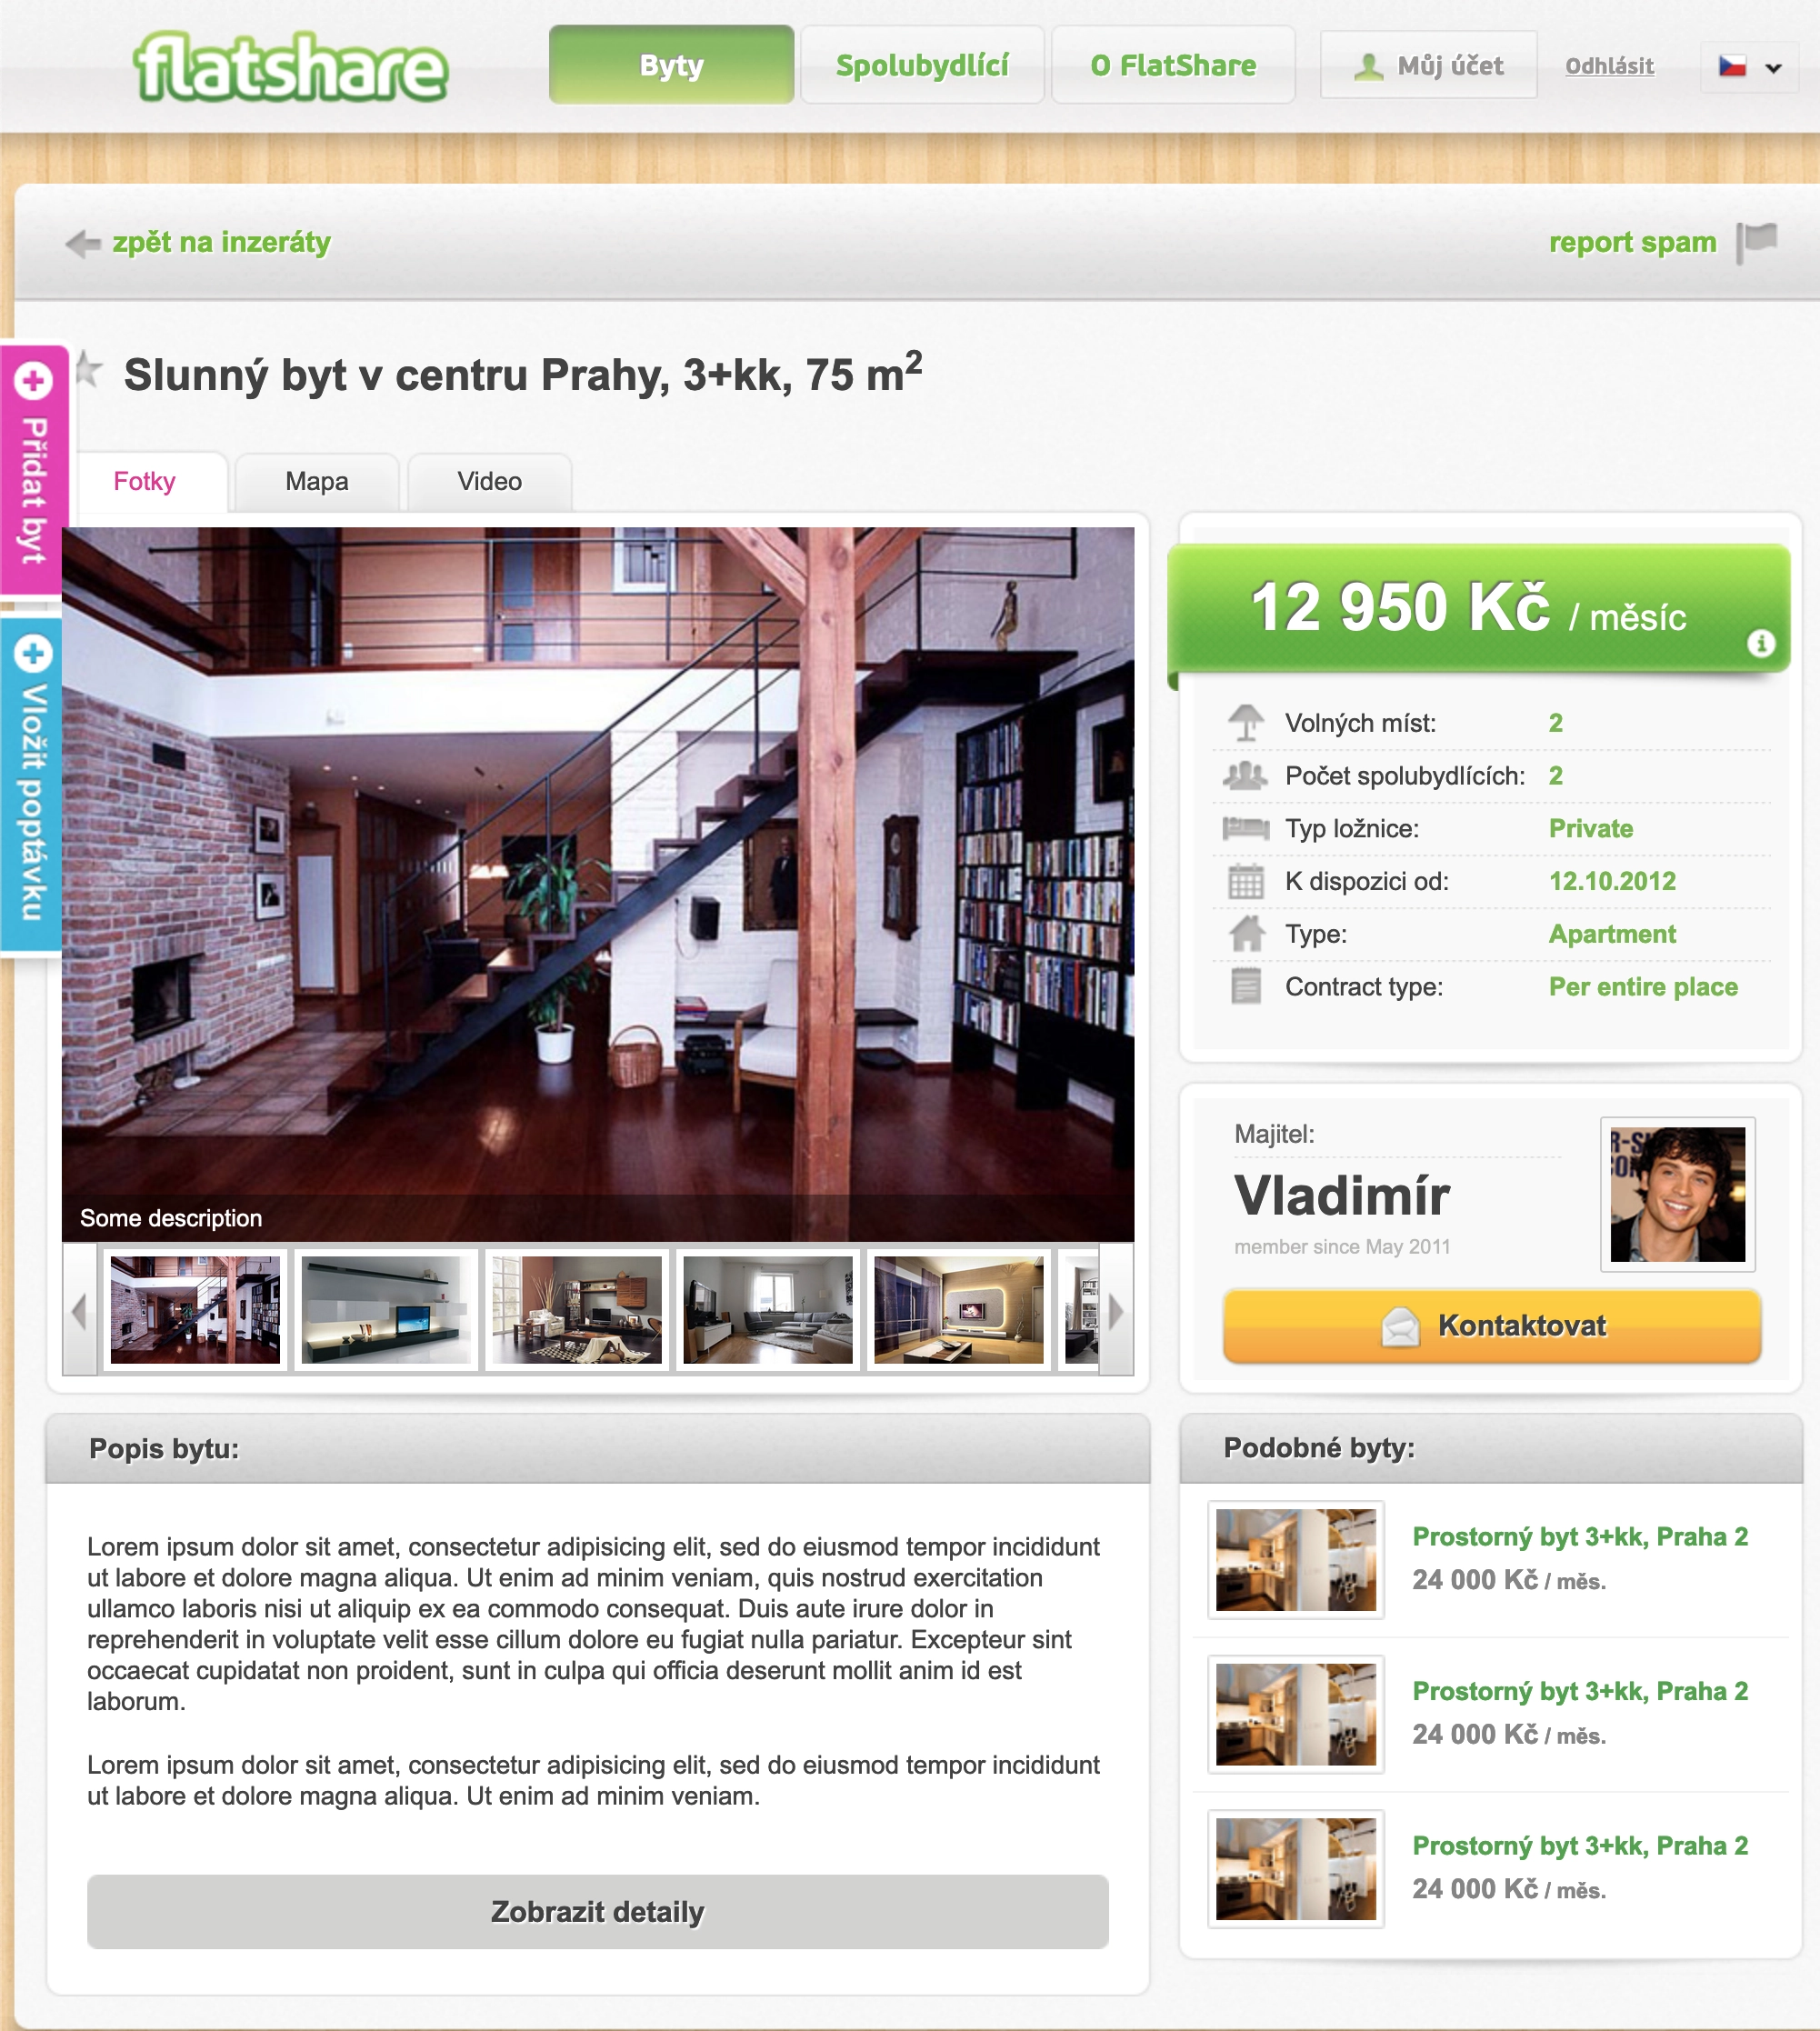 flatshare
Byty
Spolubydlící
O FlatShare
Můj účet
Odhlásit
zpět na inzeráty
report spam
Přidat byt
Vložit poptávku
Slunný byt v centru Prahy, 3+kk, 75 m²
Fotky
Mapa
Video
Some description
12 950 Kč / měsíc
Volných míst: 2
Počet spolubydlících: 2
Typ ložnice: Private
K dispozici od: 12.10.2012
Type: Apartment
Contract type: Per entire place
Majitel:
Vladimír
member since May 2011
Kontaktovat
Popis bytu:
Lorem ipsum dolor sit amet, consectetur adipisicing elit, sed do eiusmod tempor incididunt
ut labore et dolore magna aliqua. Ut enim ad minim veniam, quis nostrud exercitation
ullamco laboris nisi ut aliquip ex ea commodo consequat. Duis aute irure dolor in
reprehenderit in voluptate velit esse cillum dolore eu fugiat nulla pariatur. Excepteur sint
occaecat cupidatat non proident, sunt in culpa qui officia deserunt mollit anim id est
laborum.
Lorem ipsum dolor sit amet, consectetur adipisicing elit, sed do eiusmod tempor incididunt
ut labore et dolore magna aliqua. Ut enim ad minim veniam.
Zobrazit detaily
Podobné byty:
Prostorný byt 3+kk, Praha 2
24 000 Kč / měs.
Prostorný byt 3+kk, Praha 2
24 000 Kč / měs.
Prostorný byt 3+kk, Praha 2
24 000 Kč / měs.